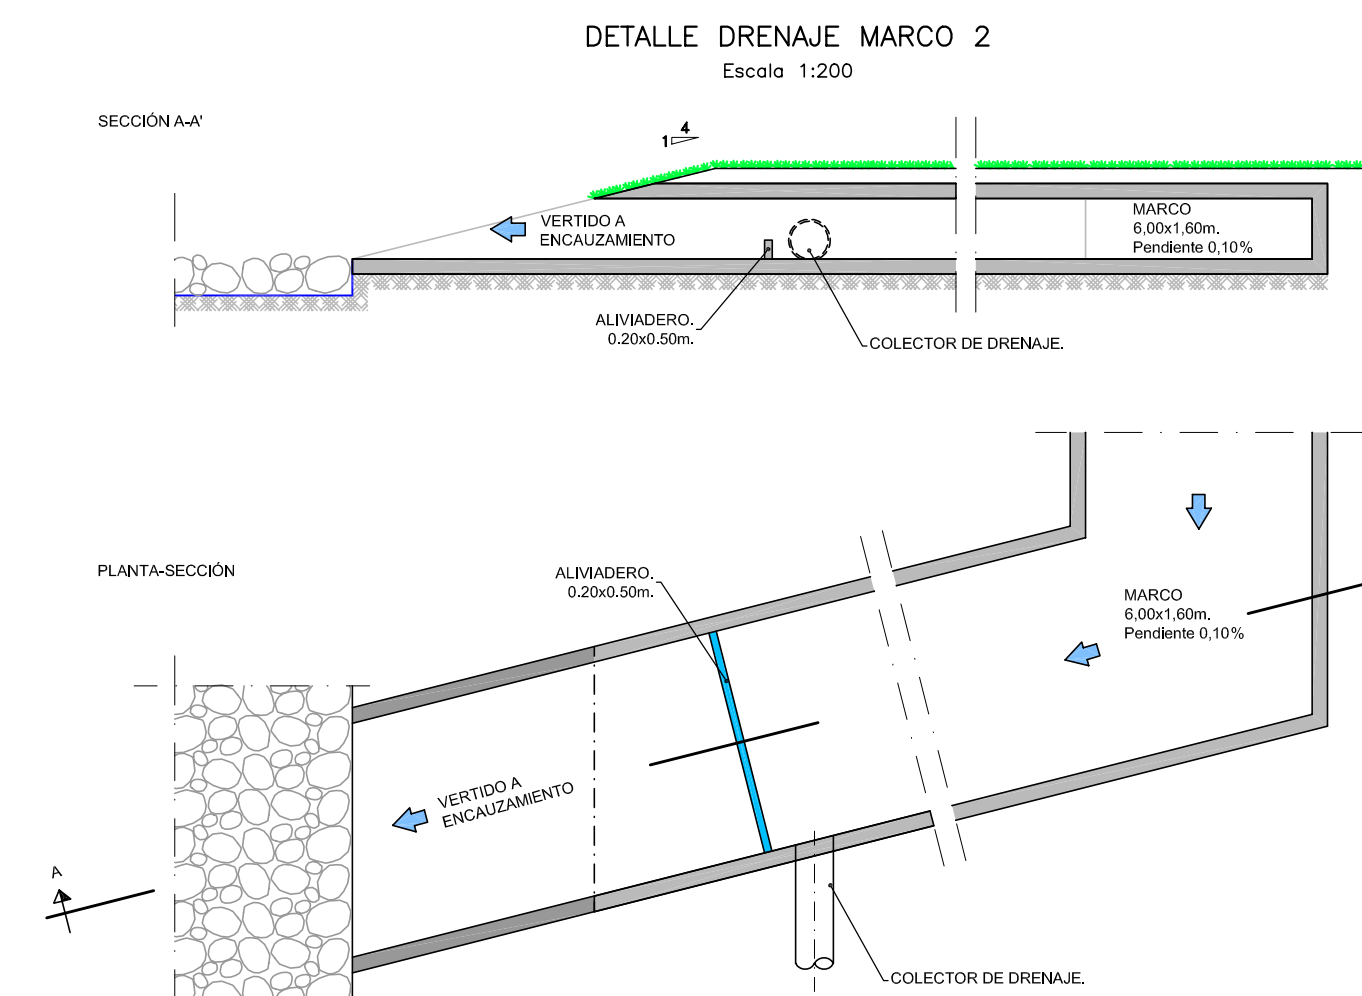 DETALLE DRENAJE MARCO 2
Escala 1:200
SECCIÓN A-A'
4
1
VERTIDO A
ENCAUZAMIENTO
MARCO
6,00x1,60m.
Pendiente 0,10%
ALIVIADERO.
0.20x0.50m.
COLECTOR DE DRENAJE.
PLANTA-SECCIÓN
ALIVIADERO.
0.20x0.50m.
MARCO
6,00x1,60m.
Pendiente 0,10%
VERTIDO A
ENCAUZAMIENTO
A
COLECTOR DE DRENAJE.